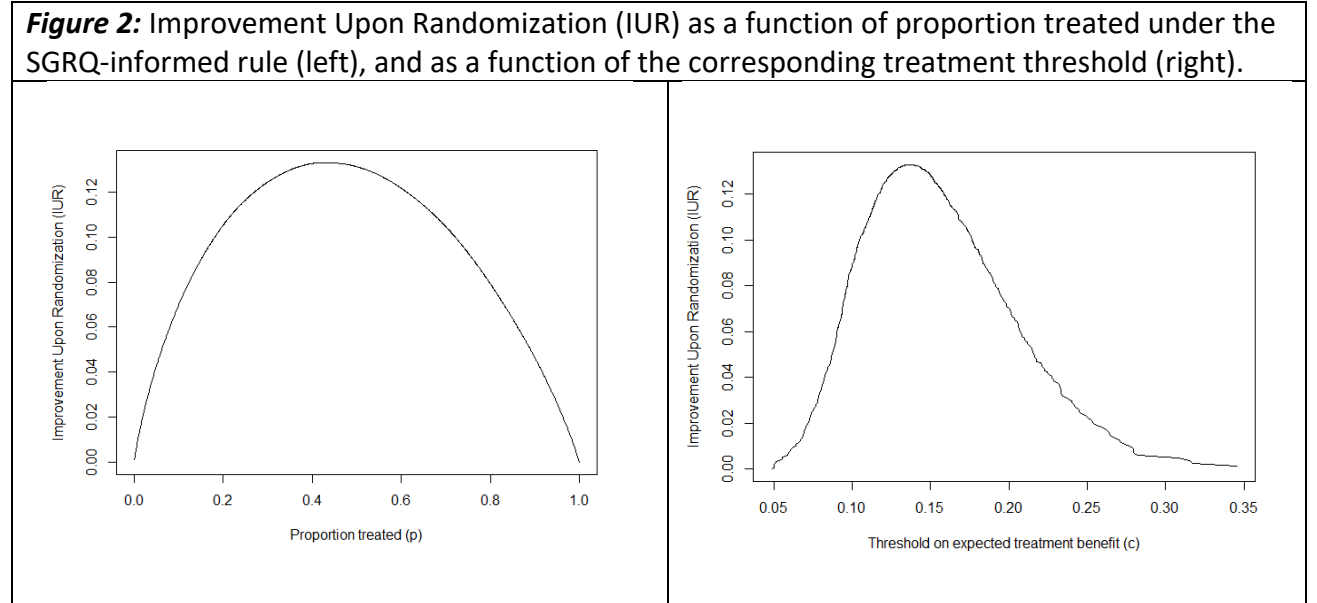 Figure 2: Improvement Upon Randomization (IUR) as a function of proportion treated under the
SGRQ-informed rule (left), and as a function of the corresponding treatment threshold (right).
Improvement Upon Randomization (IUR)
0.12
0.10
0.08
0.06
0.04
0.02
0.00
0.0 0.2 0.4 0.6 0.8 1.0
Proportion treated (p)
Improvement Upon Randomization (IUR)
0.12
0.10
0.08
0.06
0.04
0.02
0.00
0.05 0.10 0.15 0.20 0.25 0.30 0.35
Threshold on expected treatment benefit (c)